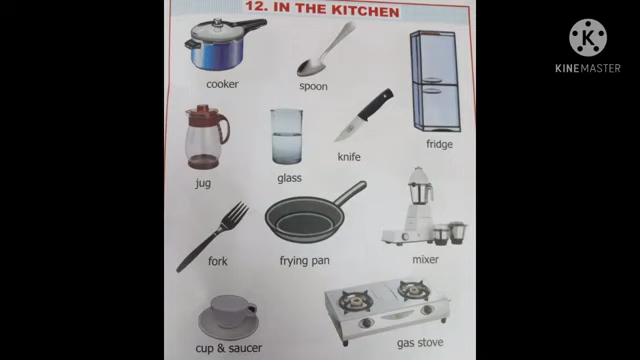 12. IN THE KITCHEN
K
KINEMASTER
cooker
spoon
fridge
knife
jug
glass
fork
frying pan
mixer
cup & saucer
gas stove